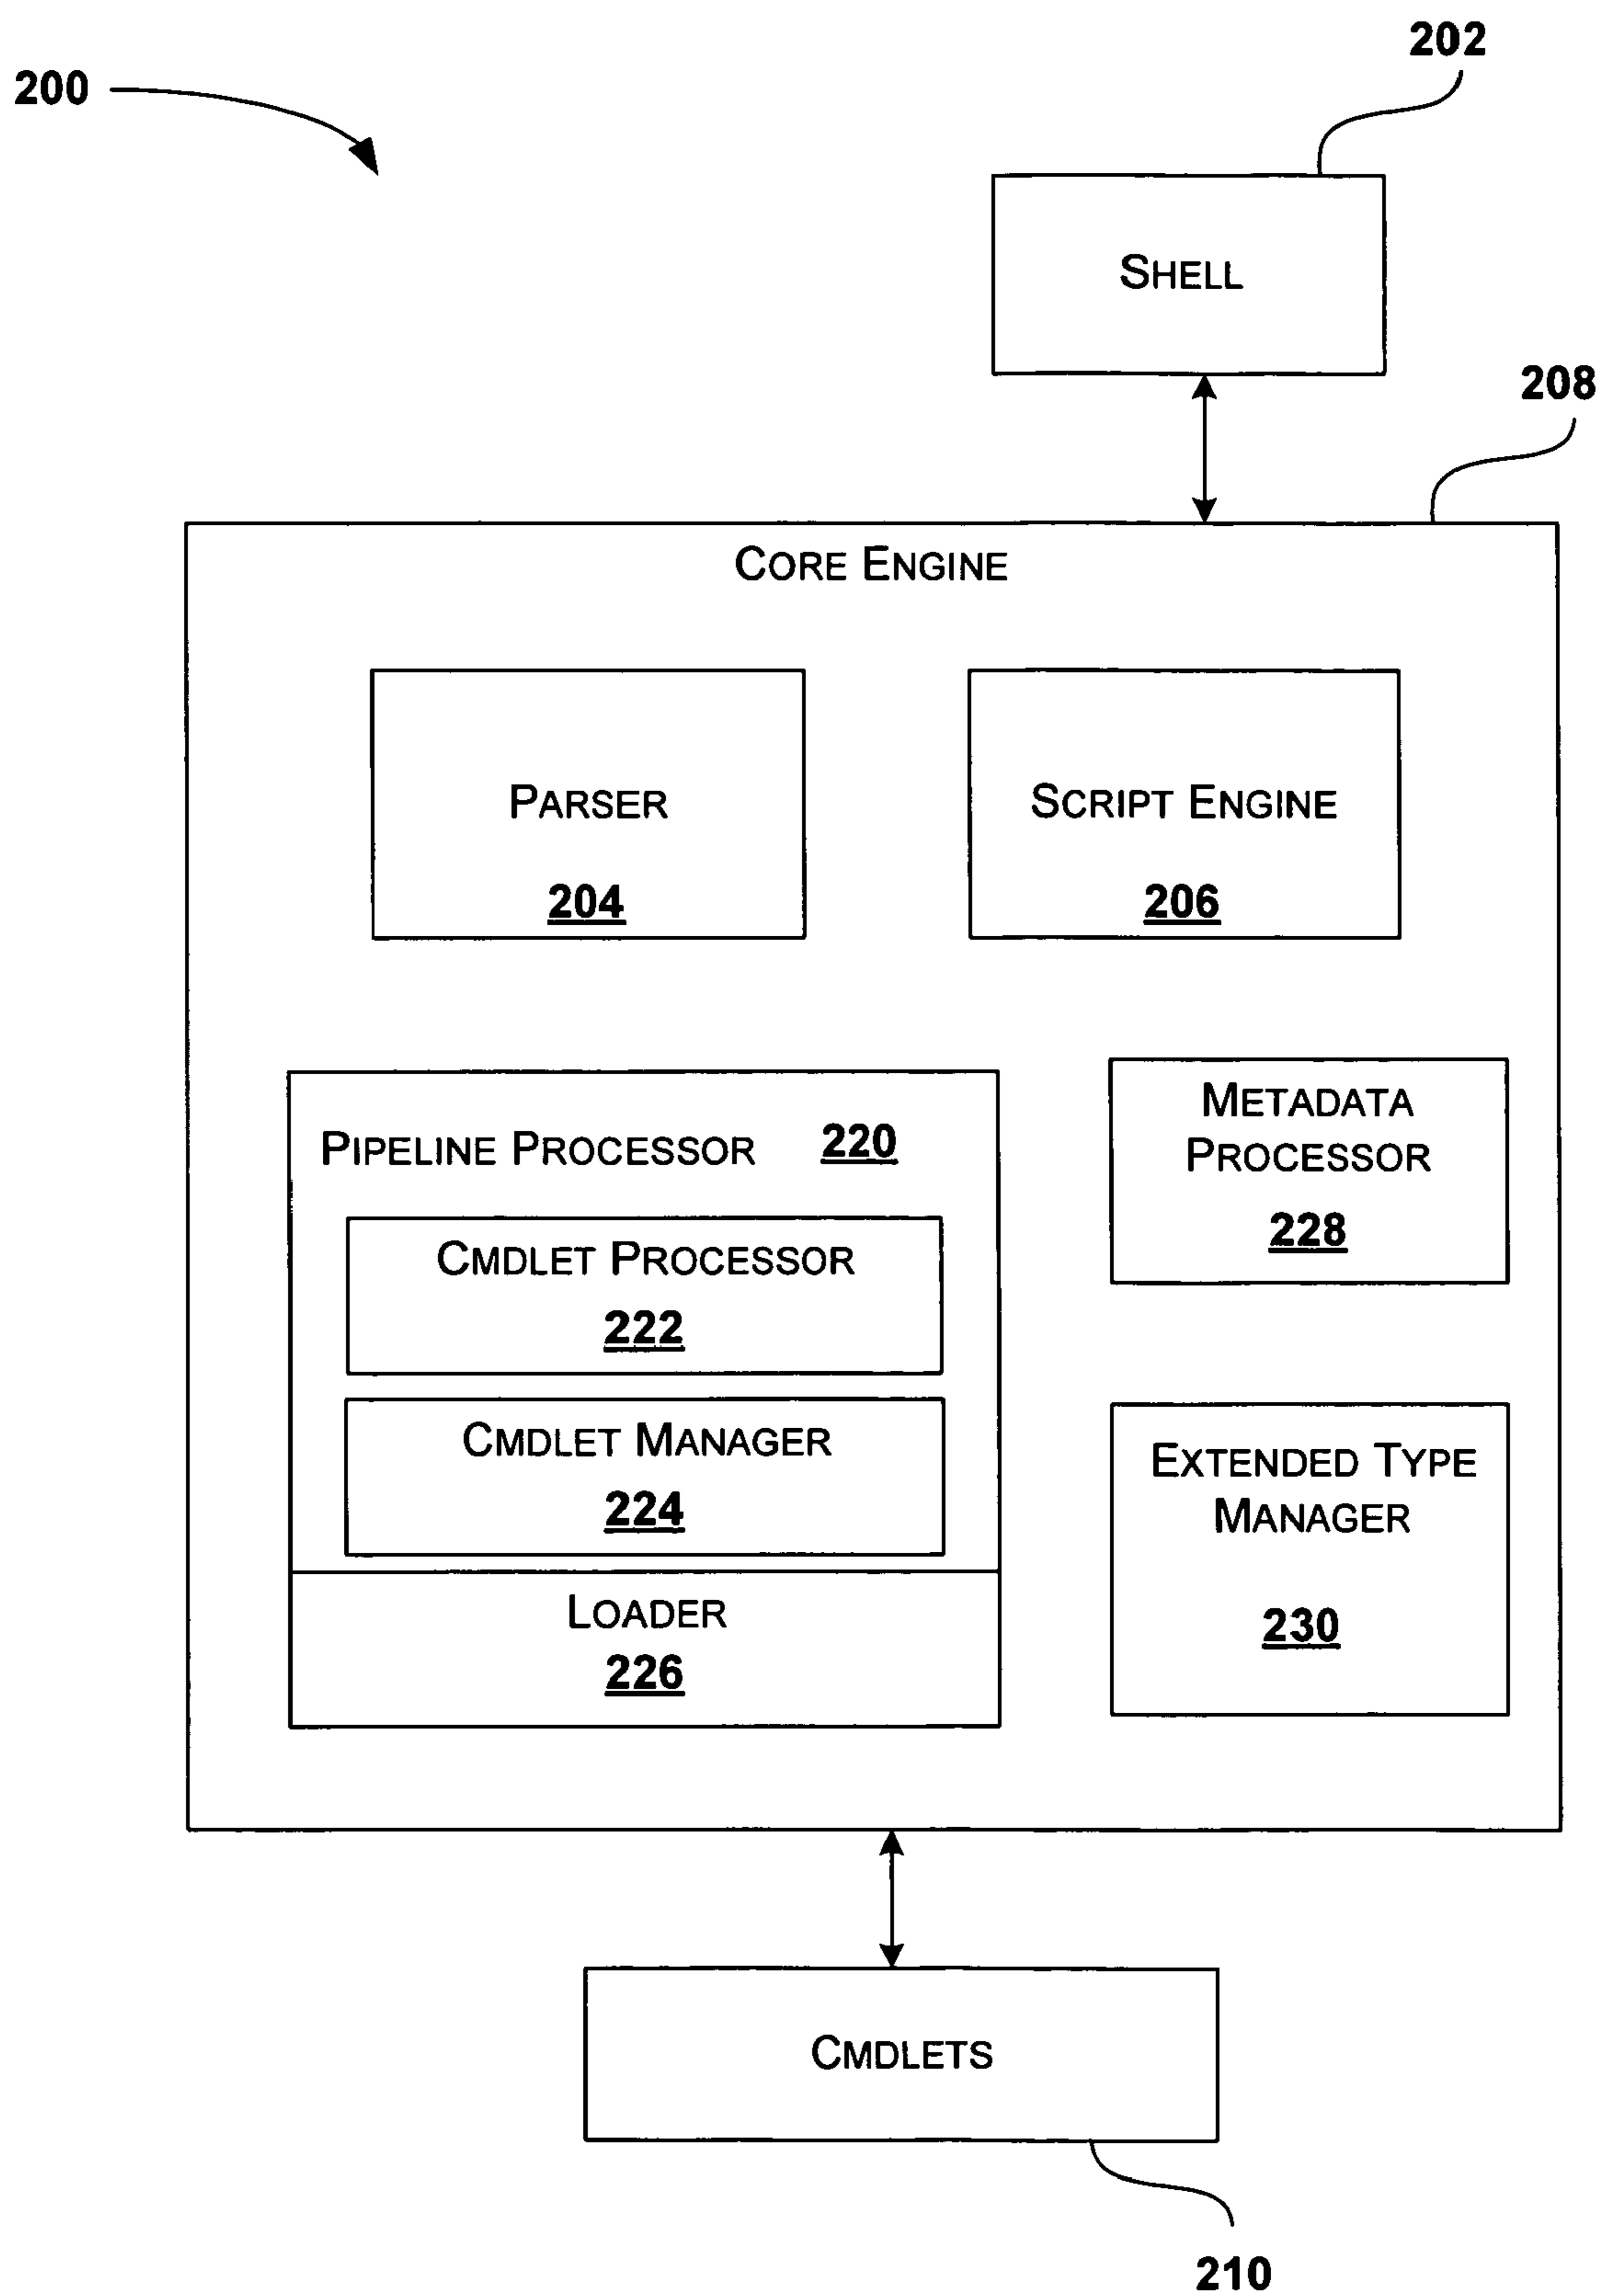 200
202
SHELL
208
CORE ENGINE
PARSER
204
SCRIPT ENGINE
206
PIPELINE PROCESSOR 220
CMDLET PROCESSOR
222
CMDLET MANAGER
224
LOADER
226
METADATA
PROCESSOR
228
EXTENDED TYPE
MANAGER
230
CMDLETS
210